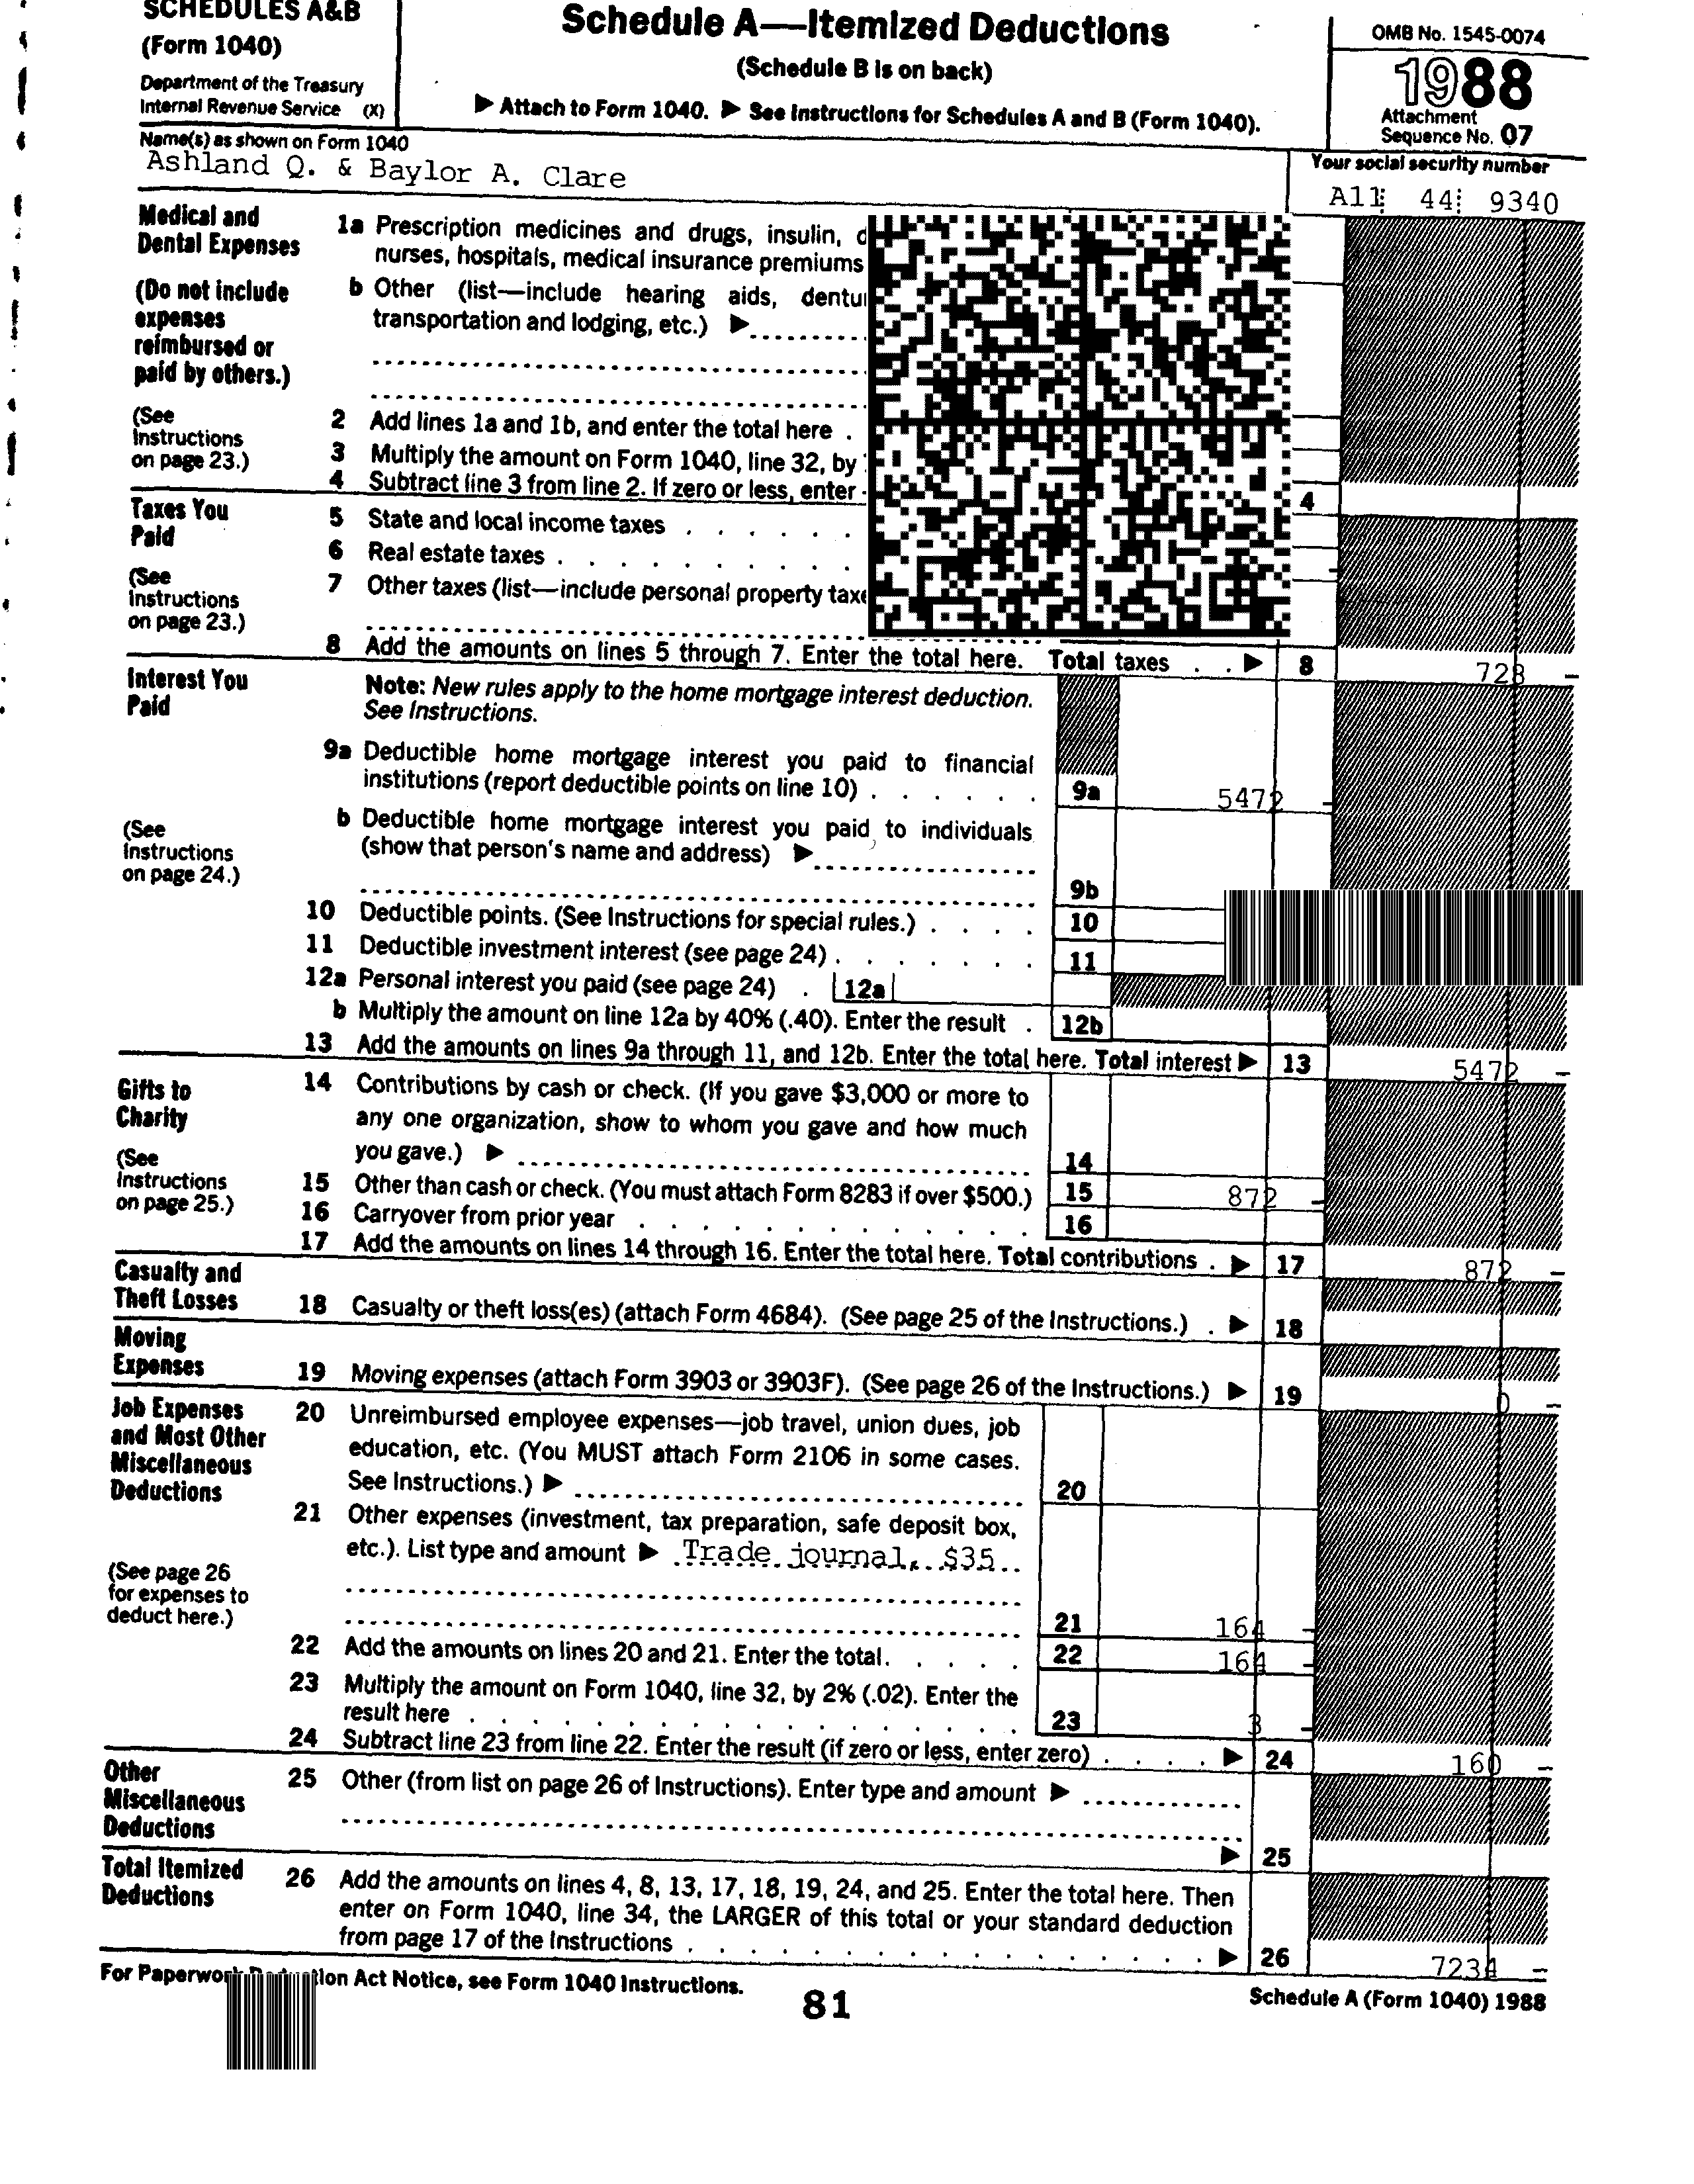 SCHEDULES A&B
(Form 1040)
Department of the Treasury
Internal Revenue Service (X)
Schedule A—Itemized Deductions
(Schedule B is on back)
▶ Attach to Form 1040. ▶ See Instructions for Schedules A and B (Form 1040).
OMB No. 1545-0074
1988
Attachment
Sequence No. 07
Name(s) as shown on Form 1040
Ashland Q. & Baylor A. Clare
Your social security number
A11 44 9340
Medical and
Dental Expenses
(Do not include
expenses
reimbursed or
paid by others.)
(See
Instructions
on page 23.)
1a Prescription medicines and drugs, insulin,
nurses, hospitals, medical insurance premiums
b Other (list—include hearing aids,
transportation and lodging, etc.) ▶
2 Add lines 1a and 1b, and enter the total here .
3 Multiply the amount on Form 1040, line 32, by
4 Subtract line 3 from line 2. If zero or less, enter
4
Taxes You
Paid
(See
Instructions
on page 23.)
5 State and local income taxes . . . . . .
6 Real estate taxes . . . . . . . . . .
7 Other taxes (list—include personal property
8 Add the amounts on lines 5 through 7. Enter the total here. Total taxes . . ▶ 8 728 –
Interest You
Paid
(See
Instructions
on page 24.)
Note: New rules apply to the home mortgage interest deduction.
See Instructions.
9a Deductible home mortgage interest you paid to financial
institutions (report deductible points on line 10) . . . . . . 9a 5472 –
b Deductible home mortgage interest you paid to individuals
(show that person's name and address) ▶
9b
10 Deductible points. (See Instructions for special rules.) . . . . 10
11 Deductible investment interest (see page 24) . . . . . . . 11
12a Personal interest you paid (see page 24) . 12a
b Multiply the amount on line 12a by 40% (.40). Enter the result . 12b
13 Add the amounts on lines 9a through 11, and 12b. Enter the total here. Total interest ▶ 13 5472 –
Gifts to
Charity
(See
Instructions
on page 25.)
14 Contributions by cash or check. (If you gave $3,000 or more to
any one organization, show to whom you gave and how much
you gave.) ▶
14
15 Other than cash or check. (You must attach Form 8283 if over $500.) 15 872 –
16 Carryover from prior year . . . . . . . . . . . . . 16
17 Add the amounts on lines 14 through 16. Enter the total here. Total contributions . ▶ 17 872 –
Casualty and
Theft Losses
18 Casualty or theft loss(es) (attach Form 4684). (See page 25 of the Instructions.) . ▶ 18
Moving
Expenses
19 Moving expenses (attach Form 3903 or 3903F). (See page 26 of the Instructions.) ▶ 19 0 –
Job Expenses
and Most Other
Miscellaneous
Deductions
(See page 26
for expenses to
deduct here.)
20 Unreimbursed employee expenses—job travel, union dues, job
education, etc. (You MUST attach Form 2106 in some cases.
See Instructions.) ▶
20
21 Other expenses (investment, tax preparation, safe deposit box,
etc.). List type and amount ▶ Trade journal, $35
21 164 –
22 Add the amounts on lines 20 and 21. Enter the total. . . . . . 22 164 –
23 Multiply the amount on Form 1040, line 32, by 2% (.02). Enter the
result here . . . . . . . . . . . . . . . . . . 23 3 –
24 Subtract line 23 from line 22. Enter the result (if zero or less, enter zero) . . . . ▶ 24 160 –
Other
Miscellaneous
Deductions
25 Other (from list on page 26 of Instructions). Enter type and amount ▶
▶ 25
Total Itemized
Deductions
26 Add the amounts on lines 4, 8, 13, 17, 18, 19, 24, and 25. Enter the total here. Then
enter on Form 1040, line 34, the LARGER of this total or your standard deduction
from page 17 of the Instructions . . . . . . . . . . . . . . . . . ▶ 26 7234 –
For Act Notice, see Form 1040 Instructions.
81
Schedule A (Form 1040) 1988